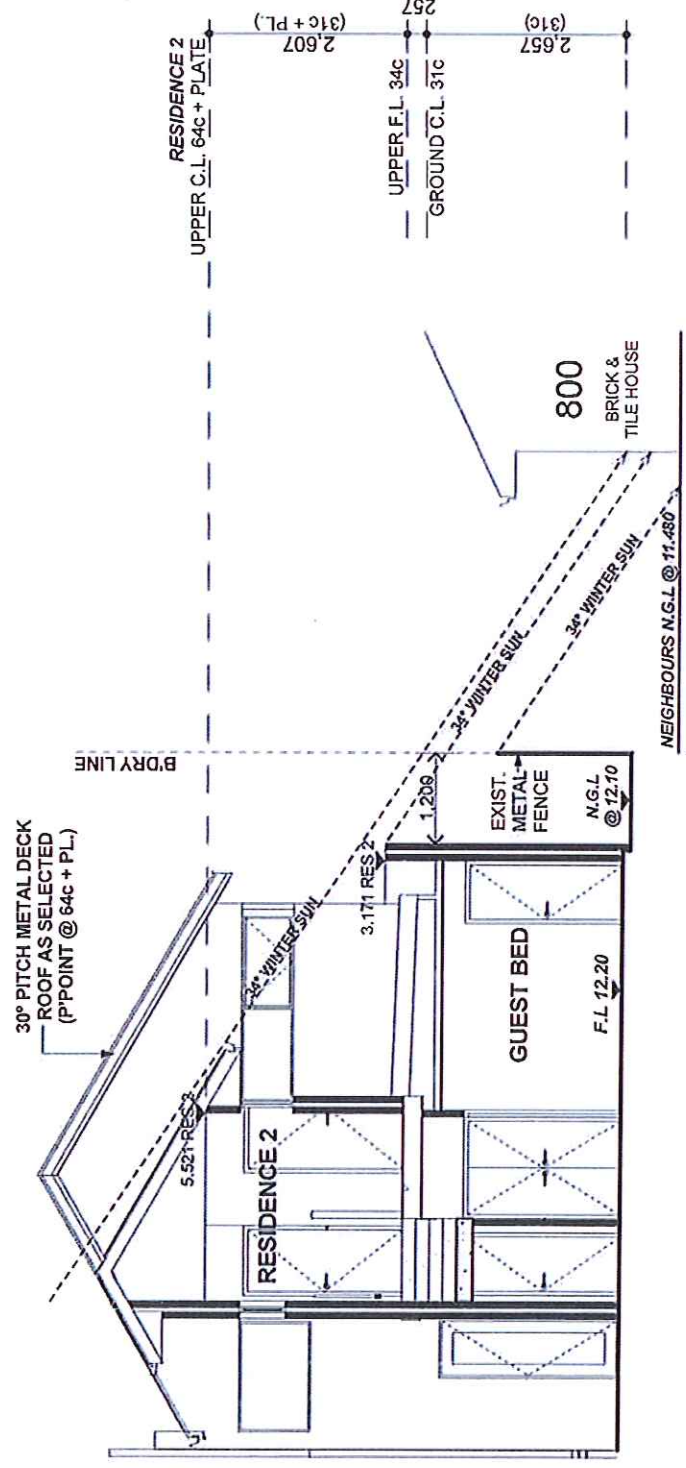 30° PITCH METAL DECK
ROOF AS SELECTED
(P'POINT @ 64c + PL.)
B'DRY LINE
RESIDENCE 2
UPPER C.L. 64c + PLATE
2,607
(31c + PL.)
UPPER F.L. 34c
257
GROUND C.L. 31c
2,657
(31c)
5.521 RES.2
34° WINTER SUN
RESIDENCE 2
3.171 RES 2
1,209
GUEST BED
F.L 12.20
EXIST.
METAL
FENCE
N.G.L
@ 12.10
34° WINTER SUN
34° WINTER SUN
800
BRICK &
TILE HOUSE
NEIGHBOURS N.G.L @ 11.480